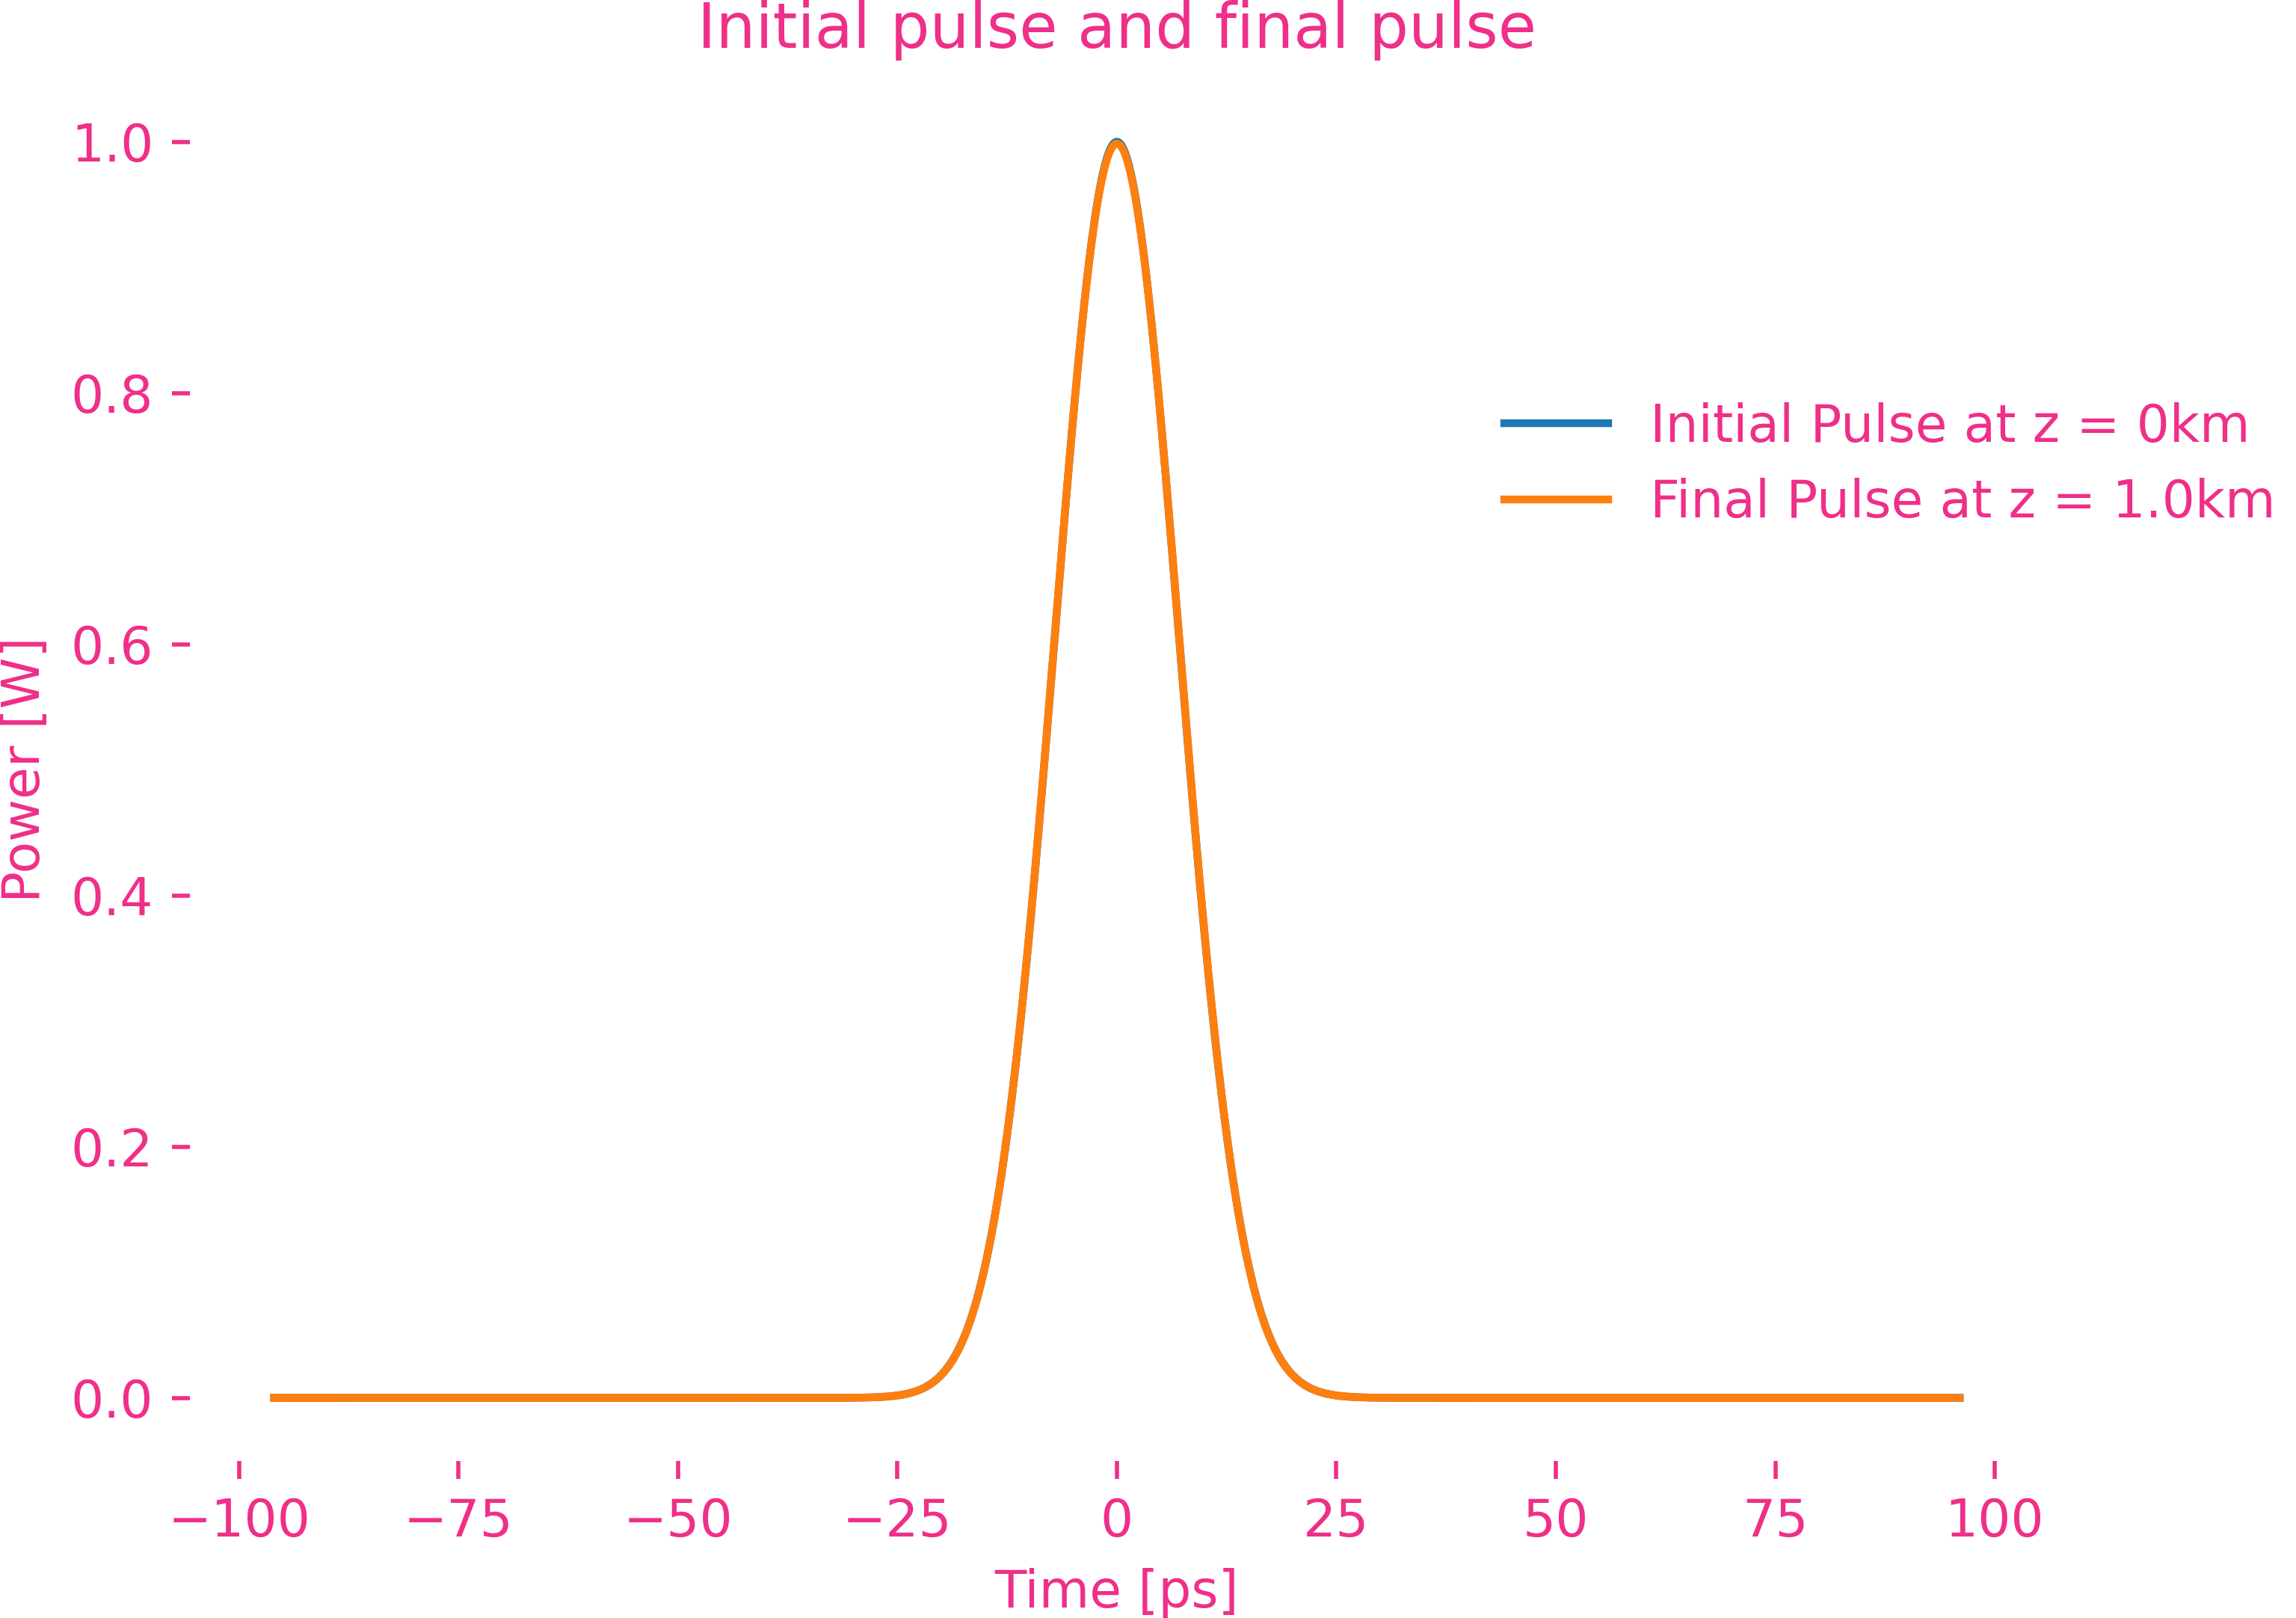 Initial pulse and final pulse
1.0
0.8
0.6
0.4
0.2
0.0
Power [W]
Initial Pulse at z = 0km
Final Pulse at z = 1.0km
−100 −75 −50 −25 0 25 50 75 100
Time [ps]